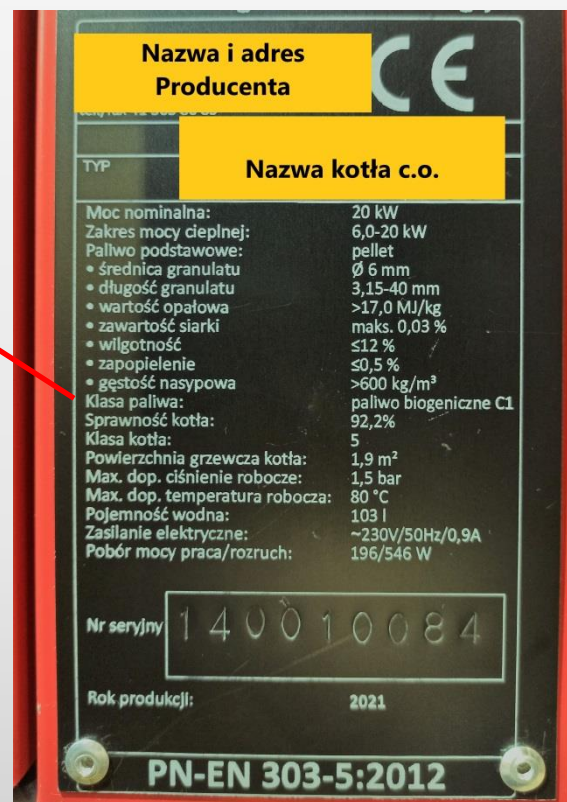 Nazwa i adres
Producenta
CE
TYP
Nazwa kotła c.o.
Moc nominalna: 20 kW
Zakres mocy cieplnej: 6,0-20 kW
Paliwo podstawowe: pellet
• średnica granulatu Ø 6 mm
• długość granulatu 3,15-40 mm
• wartość opałowa >17,0 MJ/kg
• zawartość siarki maks. 0,03 %
• wilgotność ≤12 %
• zapopielenie ≤0,5 %
• gęstość nasypowa >600 kg/m³
Klasa paliwa: paliwo biogeniczne C1
Sprawność kotła: 92,2%
Klasa kotła: 5
Powierzchnia grzewcza kotła: 1,9 m²
Max. dop. ciśnienie robocze: 1,5 bar
Max. dop. temperatura robocza: 80 °C
Pojemność wodna: 103 l
Zasilanie elektryczne: ~230V/50Hz/0,9A
Pobór mocy praca/rozruch: 196/546 W
Nr seryjny 140010084
Rok produkcji: 2021
PN-EN 303-5:2012